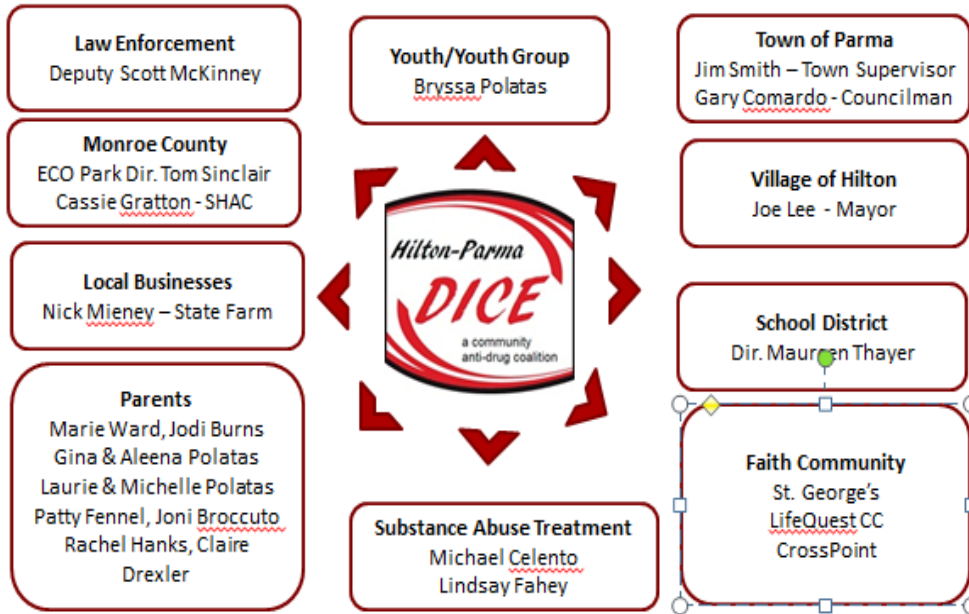 Law Enforcement
Deputy Scott McKinney
Monroe County
ECO Park Dir. Tom Sinclair
Cassie Gratton - SHAC
Local Businesses
Nick Mieney – State Farm
Parents
Marie Ward, Jodi Burns
Gina & Aleena Polatas
Laurie & Michelle Polatas
Patty Fennel, Joni Broccuto
Rachel Hanks, Claire
Drexler
Youth/Youth Group
Bryssa Polatas
Hilton-Parma
DICE
a community
anti-drug coalition
Substance Abuse Treatment
Michael Celento
Lindsay Fahey
Town of Parma
Jim Smith – Town Supervisor
Gary Comardo - Councilman
Village of Hilton
Joe Lee - Mayor
School District
Dir. Maureen Thayer
Faith Community
St. George’s
LifeQuest CC
CrossPoint